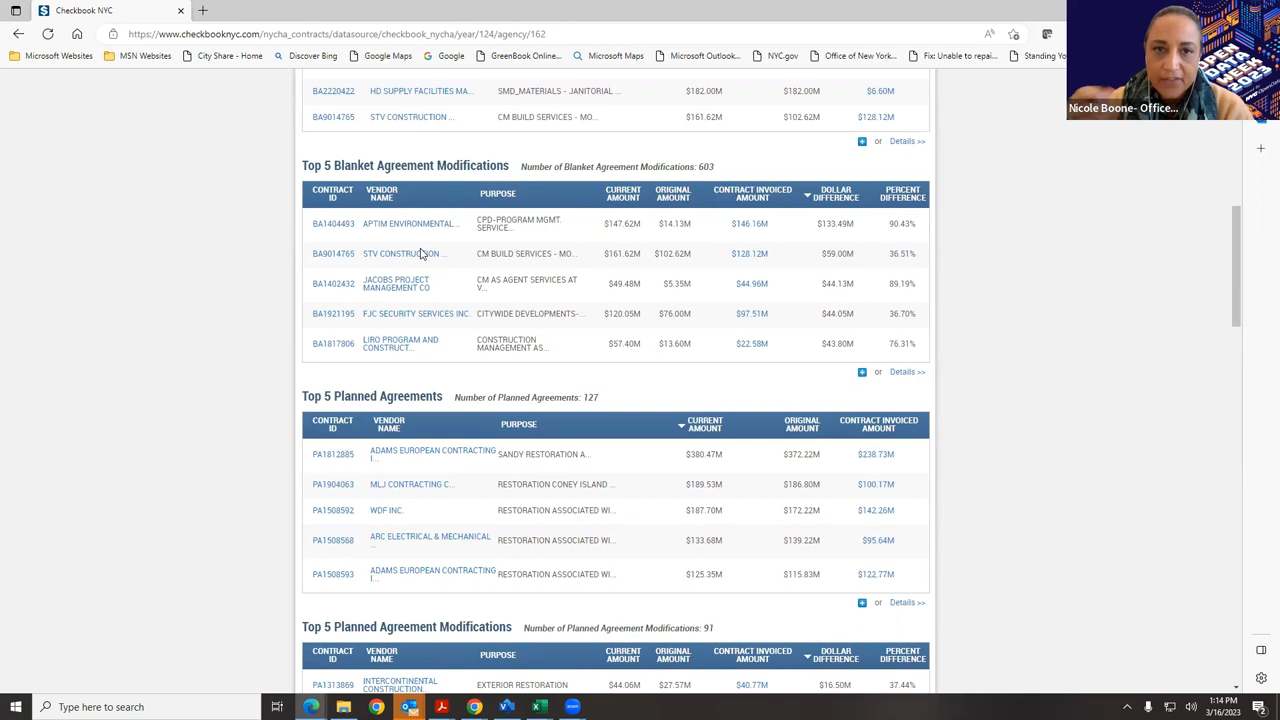 Checkbook NYC
https://www.checkbooknyc.com/nycha_contracts/datasource/checkbook_nycha/year/124/agency/162
Microsoft Websites
MSN Websites
City Share - Home
Discover Bing
Google Maps
Google
GreenBook Online...
Microsoft Maps
Microsoft Outlook...
NYC.gov
Office of New York...
Fix: Unable to repai...
Standing Yo
OPEN
DATA
WEEK
2023
Nicole Boone- Office...
BA2220422 HD SUPPLY FACILITIES MA... SMD_MATERIALS - JANITORIAL ... $182.00M $182.00M $6.60M
BA9014765 STV CONSTRUCTION ... CM BUILD SERVICES - MO... $161.62M $102.62M $128.12M
or Details >>
Top 5 Blanket Agreement Modifications Number of Blanket Agreement Modifications: 603
CONTRACT ID VENDOR NAME PURPOSE CURRENT AMOUNT ORIGINAL AMOUNT CONTRACT INVOICED AMOUNT DOLLAR DIFFERENCE PERCENT DIFFERENCE
BA1404493 APTIM ENVIRONMENTAL... CPD-PROGRAM MGMT. SERVICE... $147.62M $14.13M $146.16M $133.49M 90.43%
BA9014765 STV CONSTRUCTION ... CM BUILD SERVICES - MO... $161.62M $102.62M $128.12M $59.00M 36.51%
BA1402432 JACOBS PROJECT MANAGEMENT CO CM AS AGENT SERVICES AT V... $49.48M $5.35M $44.96M $44.13M 89.19%
BA1921195 FJC SECURITY SERVICES INC. CITYWIDE DEVELOPMENTS-... $120.05M $76.00M $97.51M $44.05M 36.70%
BA1817806 LIRO PROGRAM AND CONSTRUCT... CONSTRUCTION MANAGEMENT AS... $57.40M $13.60M $22.58M $43.80M 76.31%
or Details >>
Top 5 Planned Agreements Number of Planned Agreements: 127
CONTRACT ID VENDOR NAME PURPOSE CURRENT AMOUNT ORIGINAL AMOUNT CONTRACT INVOICED AMOUNT
PA1812885 ADAMS EUROPEAN CONTRACTING I... SANDY RESTORATION A... $380.47M $372.22M $238.73M
PA1904063 MLJ CONTRACTING C... RESTORATION CONEY ISLAND ... $189.53M $186.80M $100.17M
PA1508592 WDF INC. RESTORATION ASSOCIATED WI... $187.70M $172.22M $142.26M
PA1508568 ARC ELECTRICAL & MECHANICAL ... RESTORATION ASSOCIATED WI... $133.68M $139.22M $95.64M
PA1508593 ADAMS EUROPEAN CONTRACTING I... RESTORATION ASSOCIATED WI... $125.35M $115.83M $122.77M
or Details >>
Top 5 Planned Agreement Modifications Number of Planned Agreement Modifications: 91
CONTRACT ID VENDOR NAME PURPOSE CURRENT AMOUNT ORIGINAL AMOUNT CONTRACT INVOICED AMOUNT DOLLAR DIFFERENCE PERCENT DIFFERENCE
PA1313869 INTERCONTINENTAL CONSTRUCTION... EXTERIOR RESTORATION $44.06M $27.57M $40.77M $16.50M 37.44%
Type here to search
1:14 PM
3/16/2023